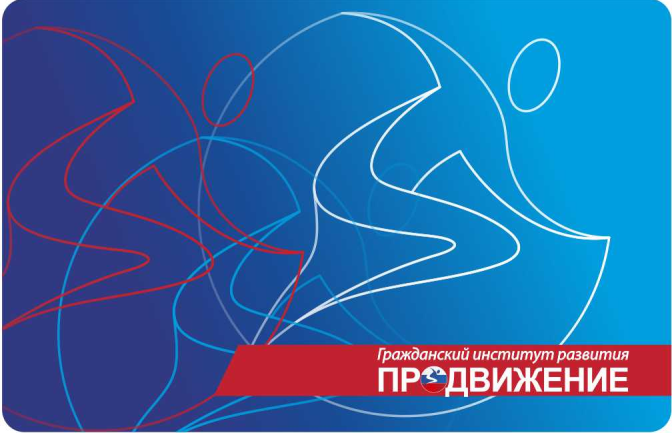 Гражданский институт развития
ПРОДВИЖЕНИЕ